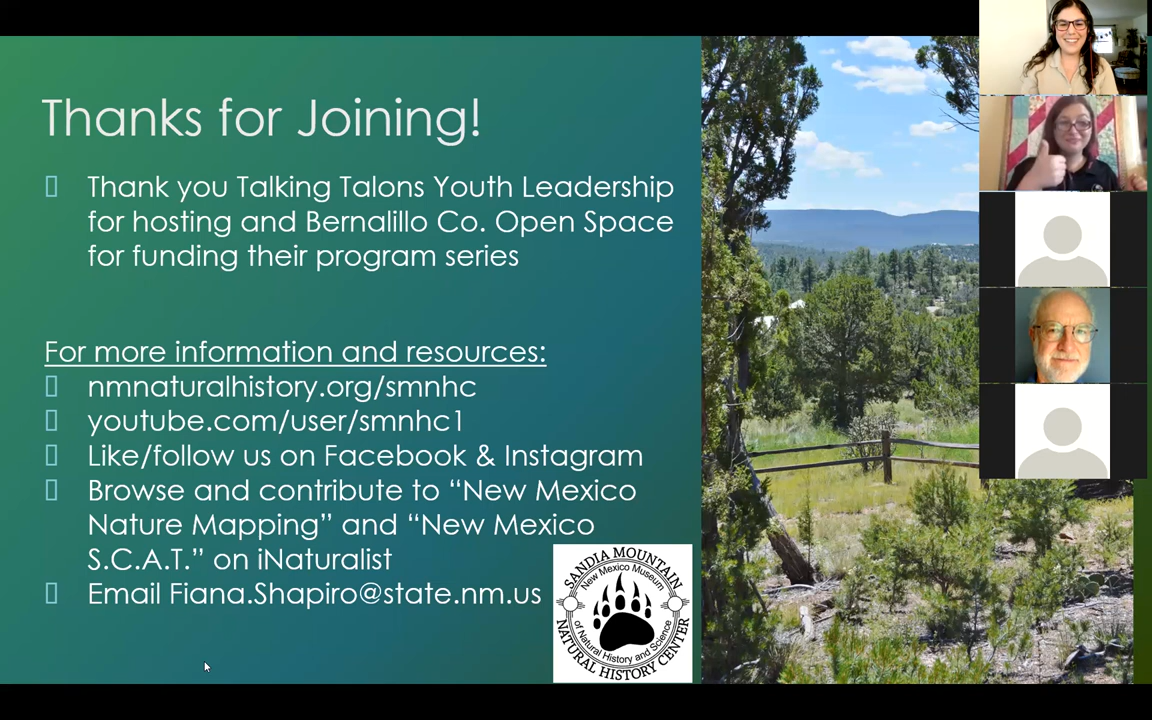 Thanks for Joining!
Thank you Talking Talons Youth Leadership
for hosting and Bernalillo Co. Open Space
for funding their program series
For more information and resources:
nmnaturalhistory.org/smnhc
youtube.com/user/smnhc1
Like/follow us on Facebook & Instagram
Browse and contribute to “New Mexico
Nature Mapping” and “New Mexico
S.C.A.T.” on iNaturalist
Email Fiana.Shapiro@state.nm.us
SANDIA MOUNTAIN
New Mexico Museum
of Natural History and Science
NATURAL HISTORY CENTER